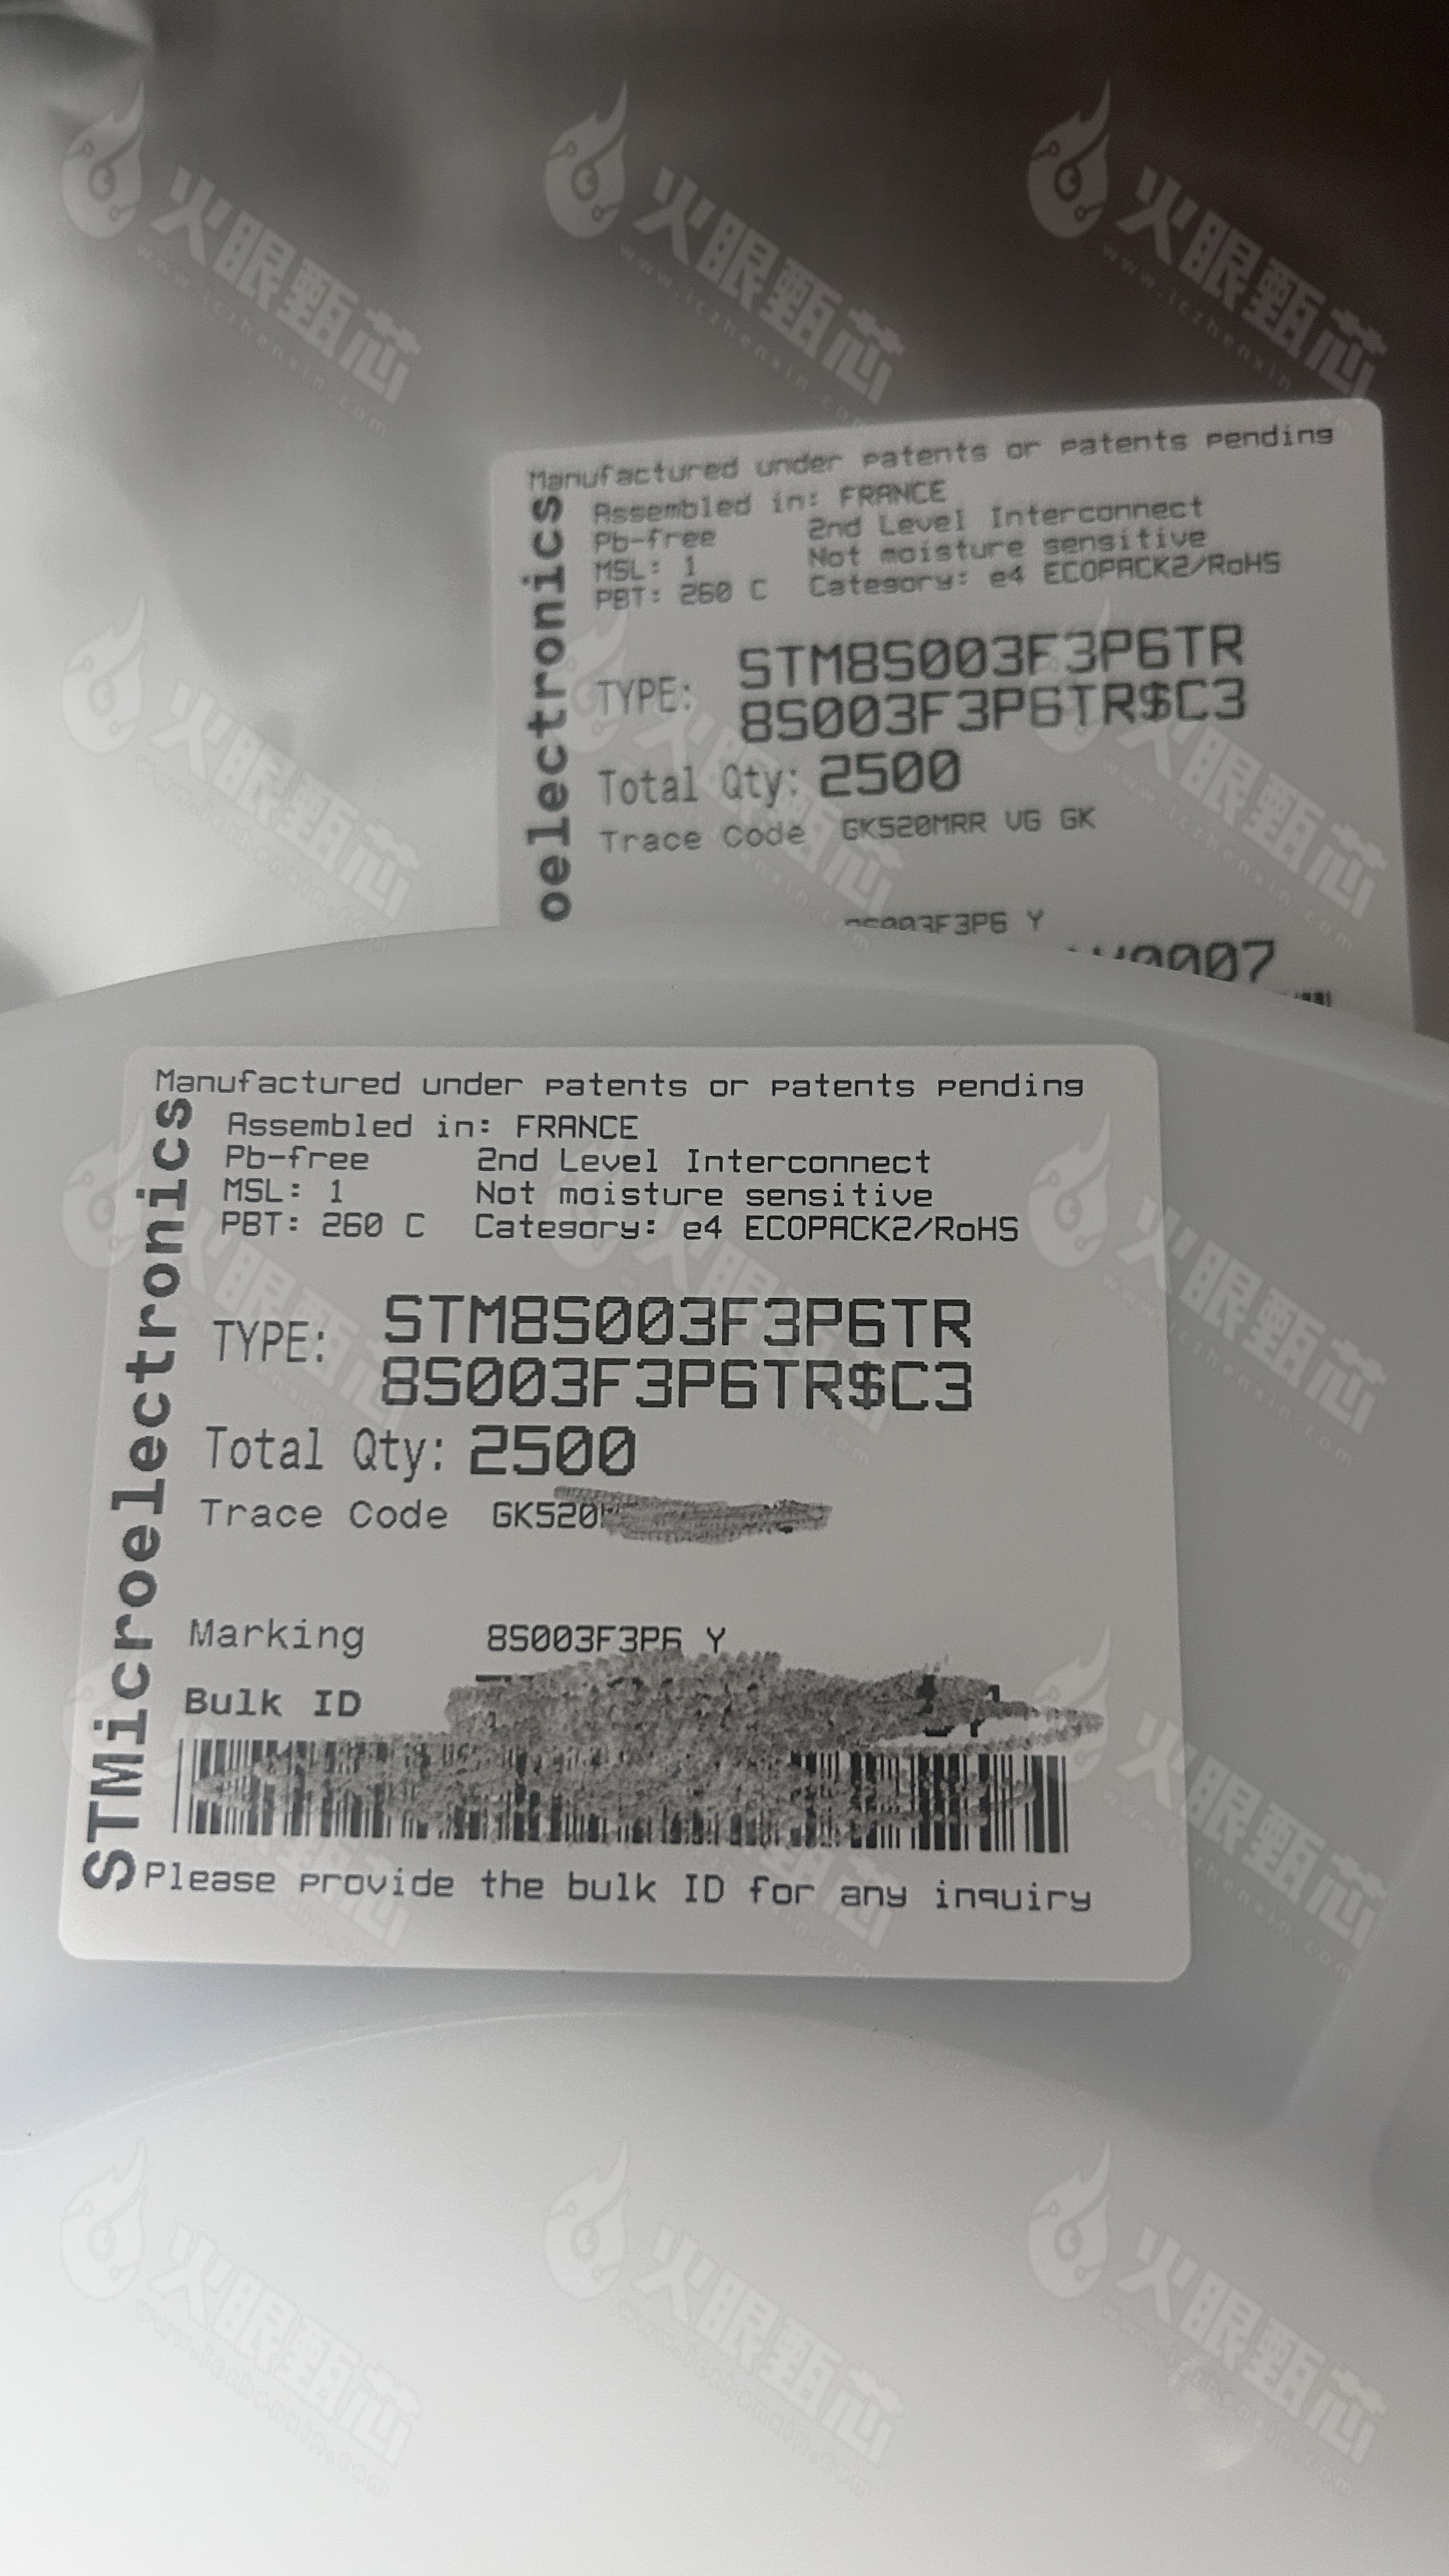 Manufactured under patents or patents pending
oelectronics
Assembled in: FRANCE
Pb-free 2nd Level Interconnect
MSL: 1 Not moisture sensitive
PBT: 260 C Category: e4 ECOPACK2/RoHS
TYPE: STM8S003F3P6TR
8S003F3P6TR$C3
Total Qty: 2500
Trace Code GK520MRR VG GK
Manufactured under patents or patents pending
STMicroelectronics
Assembled in: FRANCE
Pb-free 2nd Level Interconnect
MSL: 1 Not moisture sensitive
PBT: 260 C Category: e4 ECOPACK2/RoHS
TYPE: STM8S003F3P6TR
8S003F3P6TR$C3
Total Qty: 2500
Trace Code GK520
Marking 8S003F3P6 Y
Bulk ID
Please provide the bulk ID for any inquiry
火眼甄芯
www.iczhenxin.com